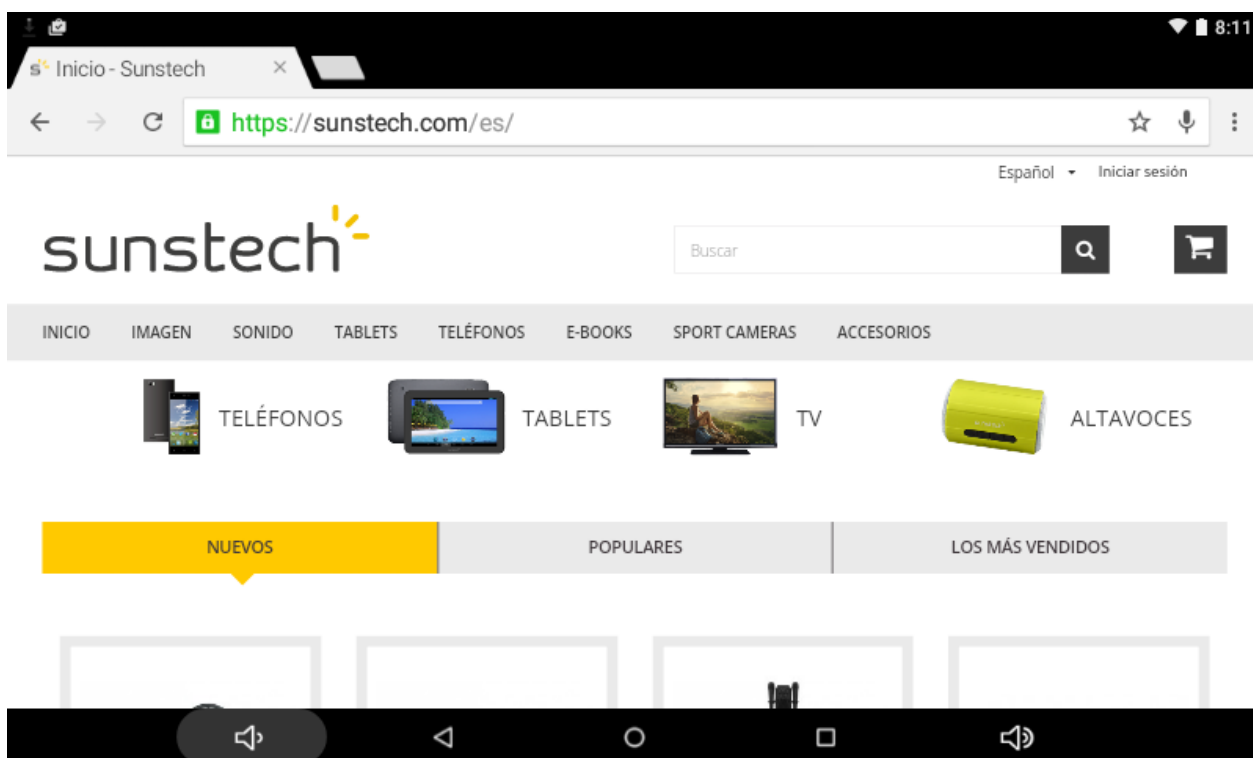 8:11
s Inicio - Sunstech
https://sunstech.com/es/
Español Iniciar sesión
sunstech
Buscar
INICIO IMAGEN SONIDO TABLETS TELÉFONOS E-BOOKS SPORT CAMERAS ACCESORIOS
TELÉFONOS TABLETS TV ALTAVOCES
NUEVOS POPULARES LOS MÁS VENDIDOS